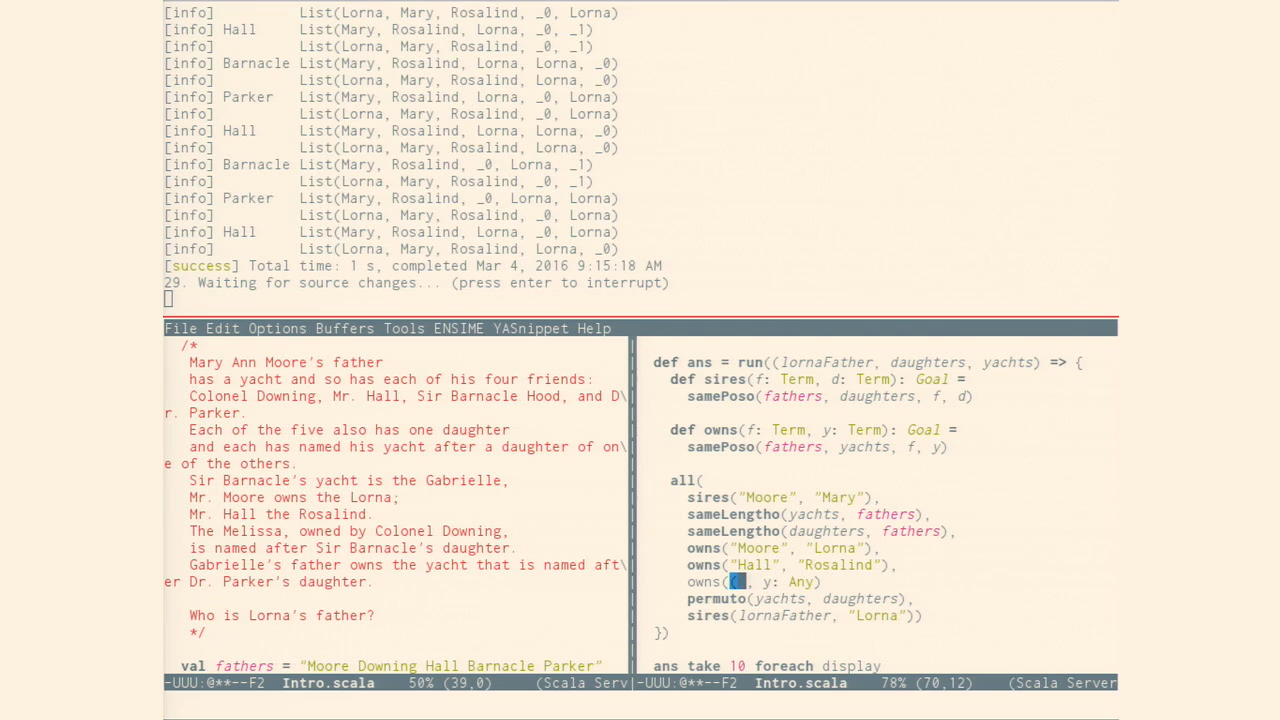 [info]          List(Lorna, Mary, Rosalind, _0, Lorna)
[info] Hall     List(Mary, Rosalind, Lorna, _0, _1)
[info]          List(Lorna, Mary, Rosalind, _0, _1)
[info] Barnacle List(Mary, Rosalind, Lorna, Lorna, _0)
[info]          List(Lorna, Mary, Rosalind, Lorna, _0)
[info] Parker   List(Mary, Rosalind, Lorna, _0, Lorna)
[info]          List(Lorna, Mary, Rosalind, _0, Lorna)
[info] Hall     List(Mary, Rosalind, Lorna, Lorna, _0)
[info]          List(Lorna, Mary, Rosalind, Lorna, _0)
[info] Barnacle List(Mary, Rosalind, _0, Lorna, _1)
[info]          List(Lorna, Mary, Rosalind, _0, _1)
[info] Parker   List(Mary, Rosalind, _0, Lorna, Lorna)
[info]          List(Lorna, Mary, Rosalind, _0, Lorna)
[info] Hall     List(Mary, Rosalind, Lorna, _0, Lorna)
[info]          List(Lorna, Mary, Rosalind, Lorna, _0)
[success] Total time: 1 s, completed Mar 4, 2016 9:15:18 AM
29. Waiting for source changes... (press enter to interrupt)
File Edit Options Buffers Tools ENSIME YASnippet Help
/*
Mary Ann Moore's father
has a yacht and so has each of his four friends:
Colonel Downing, Mr. Hall, Sir Barnacle Hood, and D\
r. Parker.
Each of the five also has one daughter
and each has named his yacht after a daughter of on\
e of the others.
Sir Barnacle's yacht is the Gabrielle,
Mr. Moore owns the Lorna;
Mr. Hall the Rosalind.
The Melissa, owned by Colonel Downing,
is named after Sir Barnacle's daughter.
Gabrielle's father owns the yacht that is named aft\
er Dr. Parker's daughter.
Who is Lorna's father?
*/
val fathers = "Moore Downing Hall Barnacle Parker"
-UUU:@**--F2  Intro.scala    50% (39,0)     (Scala Serv
def ans = run((lornaFather, daughters, yachts) => {
def sires(f: Term, d: Term): Goal =
samePoso(fathers, daughters, f, d)
def owns(f: Term, y: Term): Goal =
samePoso(fathers, yachts, f, y)
all(
sires("Moore", "Mary"),
sameLengtho(yachts, fathers),
sameLengtho(daughters, fathers),
owns("Moore", "Lorna"),
owns("Hall", "Rosalind"),
owns( , y: Any)
permuto(yachts, daughters),
sires(lornaFather, "Lorna"))
})
ans take 10 foreach display
-UUU:@**--F2  Intro.scala    78% (70,12)    (Scala Server